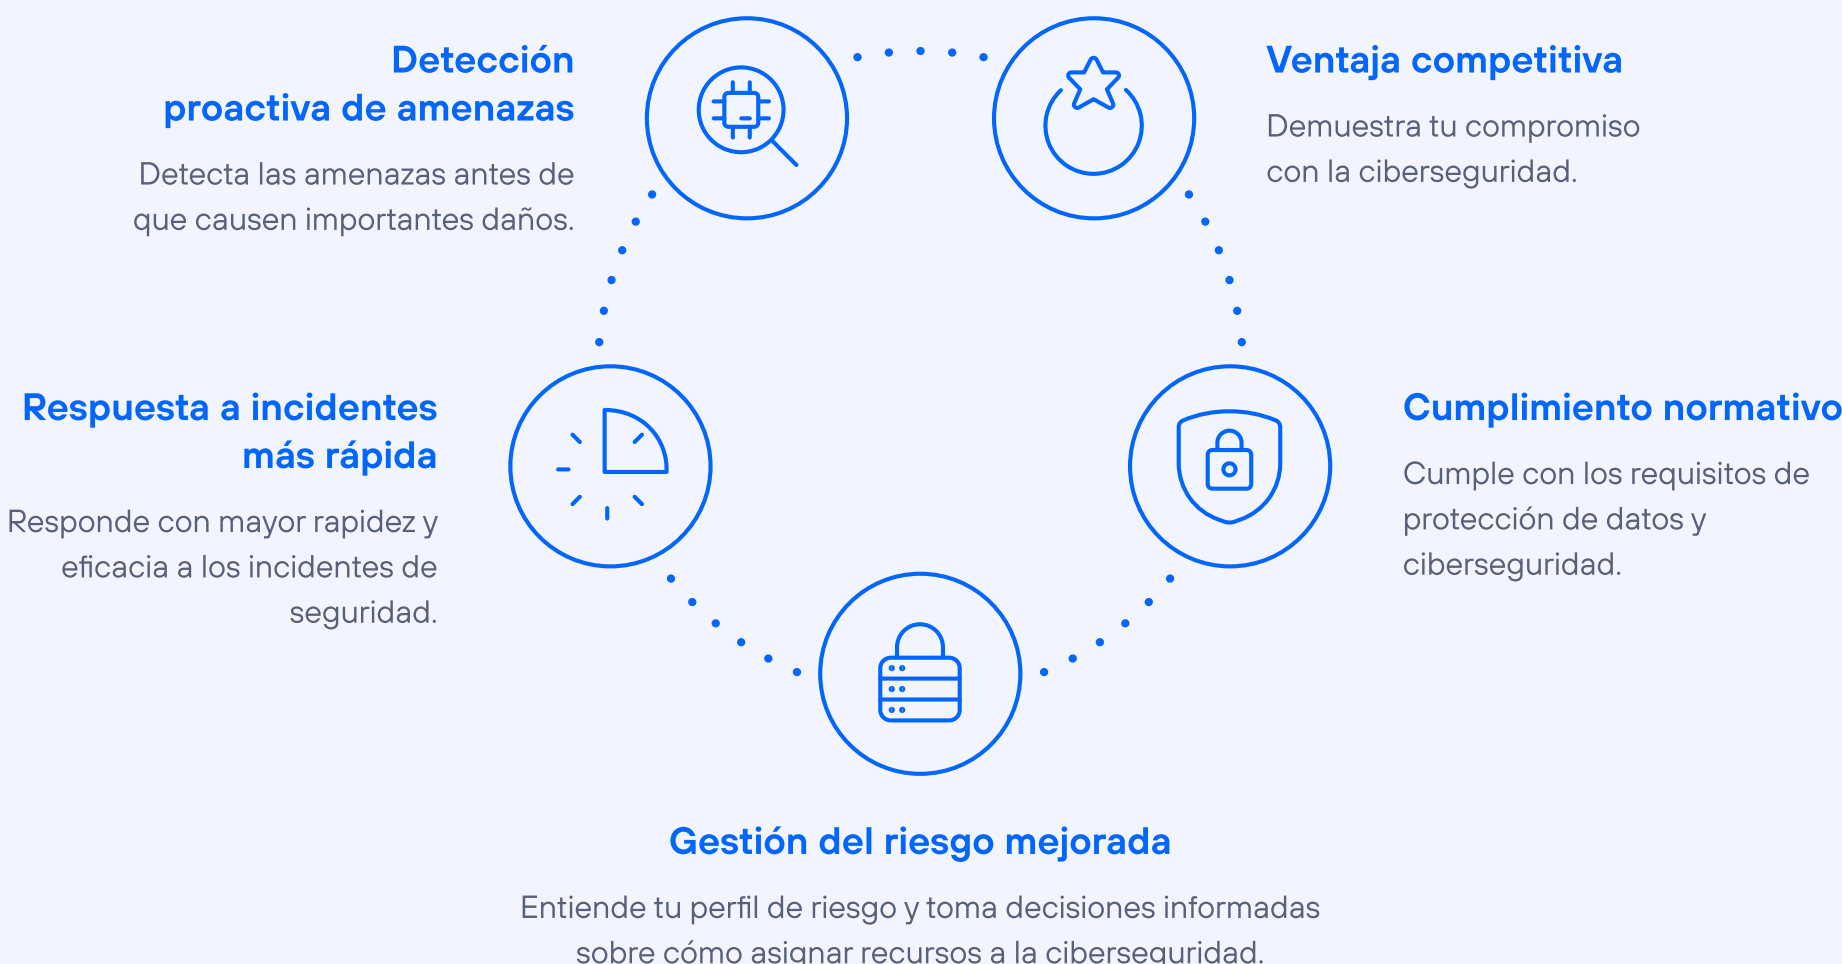 Detección
proactiva de amenazas
Detecta las amenazas antes de
que causen importantes daños.
Ventaja competitiva
Demuestra tu compromiso
con la ciberseguridad.
Respuesta a incidentes
más rápida
Responde con mayor rapidez y
eficacia a los incidentes de
seguridad.
Cumplimiento normativo
Cumple con los requisitos de
protección de datos y
ciberseguridad.
Gestión del riesgo mejorada
Entiende tu perfil de riesgo y toma decisiones informadas
sobre cómo asignar recursos a la ciberseguridad.